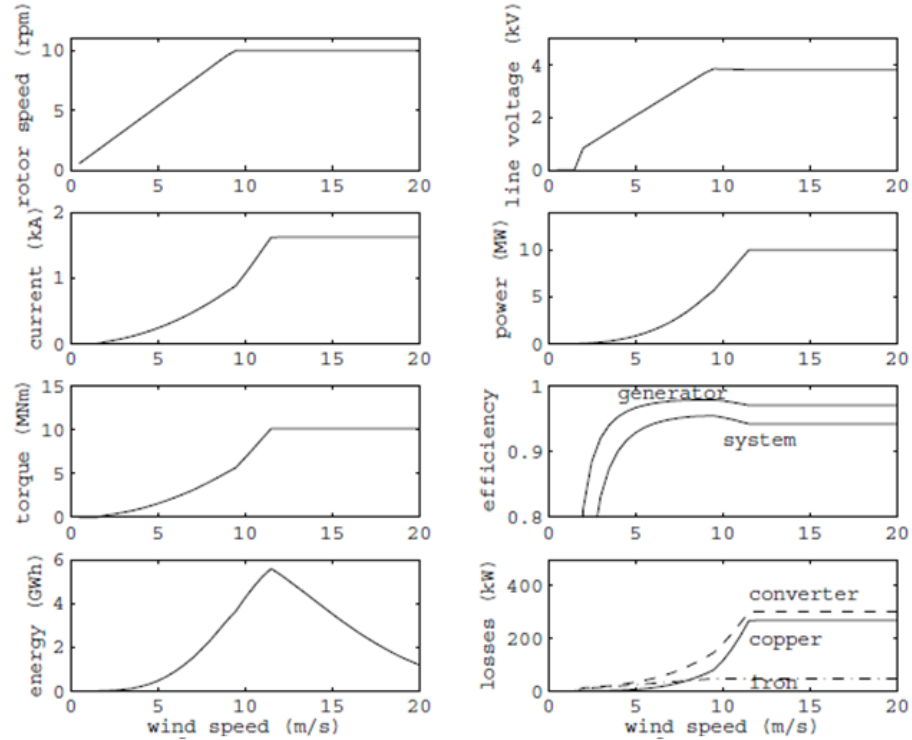 rotor speed (rpm)
10
5
0
0 5 10 15 20
line voltage (kV)
4
2
0
0 5 10 15 20
current (kA)
2
1
0
0 5 10 15 20
power (MW)
10
5
0
0 5 10 15 20
torque (MNm)
15
10
5
0
0 5 10 15 20
efficiency
1
0.9
0.8
generator
system
0 5 10 15 20
energy (GWh)
6
4
2
0
0 5 10 15 20
wind speed (m/s)
losses (kW)
400
200
0
converter
copper
iron
0 5 10 15 20
wind speed (m/s)